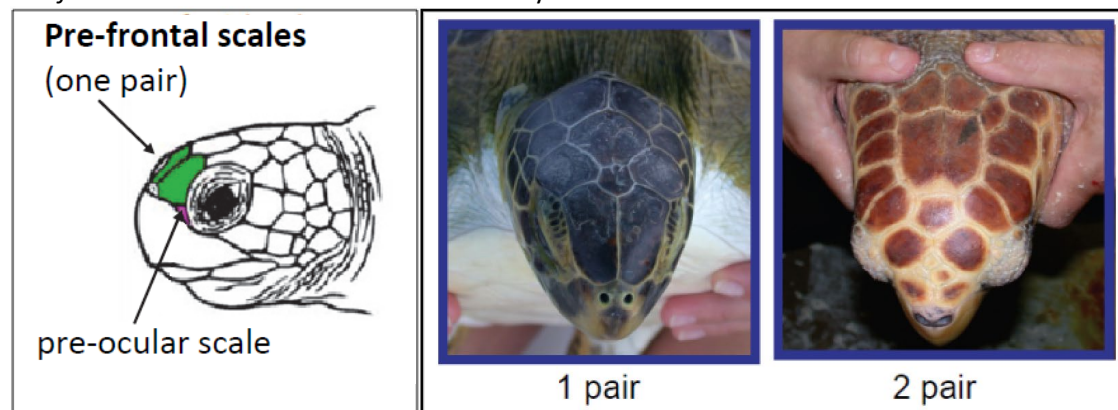 Pre-frontal scales
(one pair)
pre-ocular scale
1 pair
2 pair